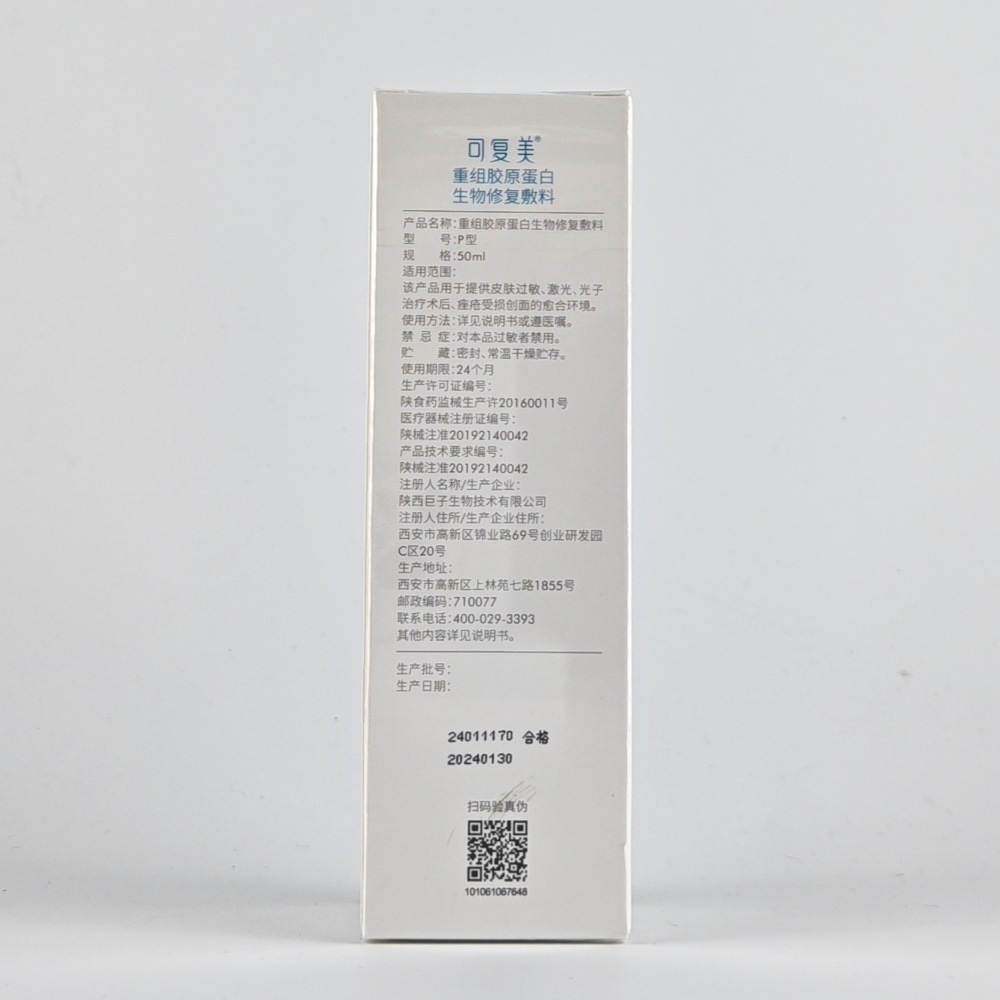 可复美®
重组胶原蛋白
生物修复敷料
产品名称:重组胶原蛋白生物修复敷料
型 号:P型
规 格:50ml
适用范围:
该产品用于提供皮肤过敏、激光、光子
治疗术后、痤疮受损创面的愈合环境。
使用方法:详见说明书或遵医嘱。
禁 忌 症:对本品过敏者禁用。
贮 藏:密封、常温干燥贮存。
使用期限:24个月
生产许可证编号:
陕食药监械生产许20160011号
医疗器械注册证编号:
陕械注准20192140042
产品技术要求编号:
陕械注准20192140042
注册人名称/生产企业:
陕西巨子生物技术有限公司
注册人住所/生产企业住所:
西安市高新区锦业路69号创业研发园
C区20号
生产地址:
西安市高新区上林苑七路1855号
邮政编码:710077
联系电话:400-029-3393
其他内容详见说明书。
生产批号:
生产日期:
24011170 合格
20240130
扫码验真伪
101061067648